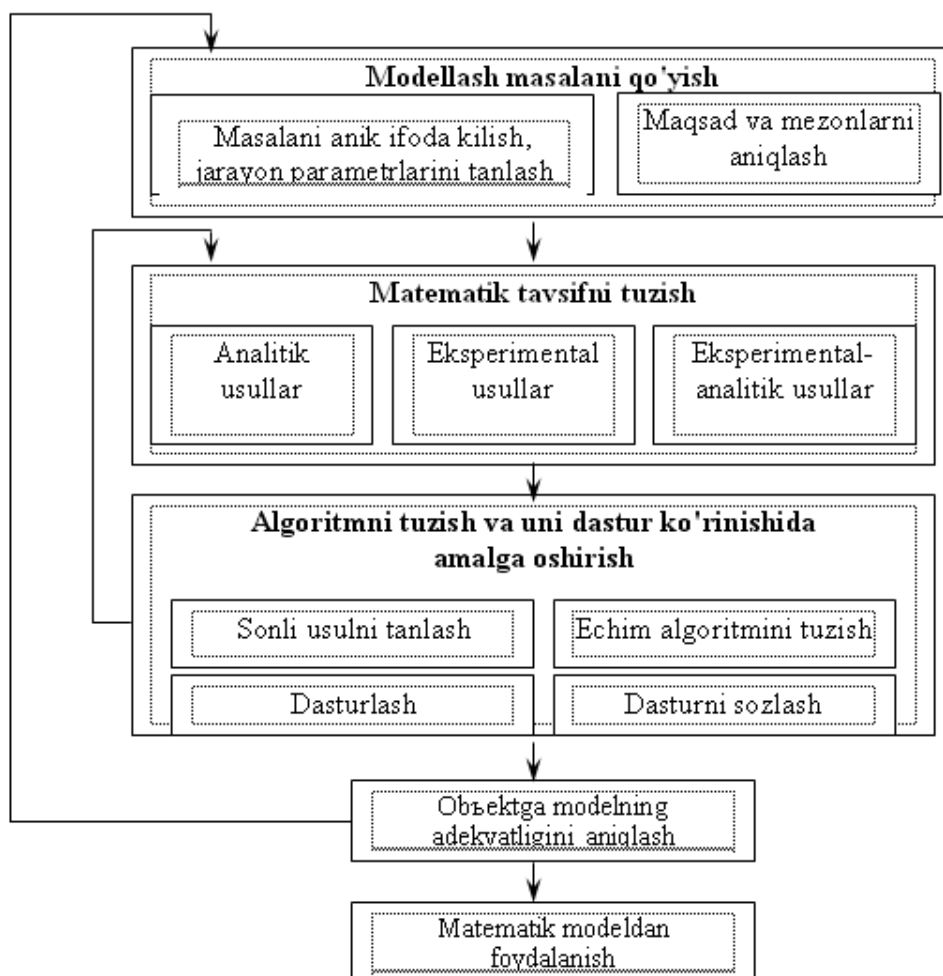 Modellash masalani qo'yish
Masalani anik ifoda kilish,
jarayon parametrlarini tanlash
Maqsad va mezonlarni
aniqlash
Matematik tavsifni tuzish
Analitik
usullar
Eksperimental
usullar
Eksperimental-
analitik usullar
Algoritmni tuzish va uni dastur ko'rinishida
amalga oshirish
Sonli usulni tanlash
Echim algoritmini tuzish
Dasturlash
Dasturni sozlash
Obъektga modelning
adekvatligini aniqlash
Matematik modeldan
foydalanish